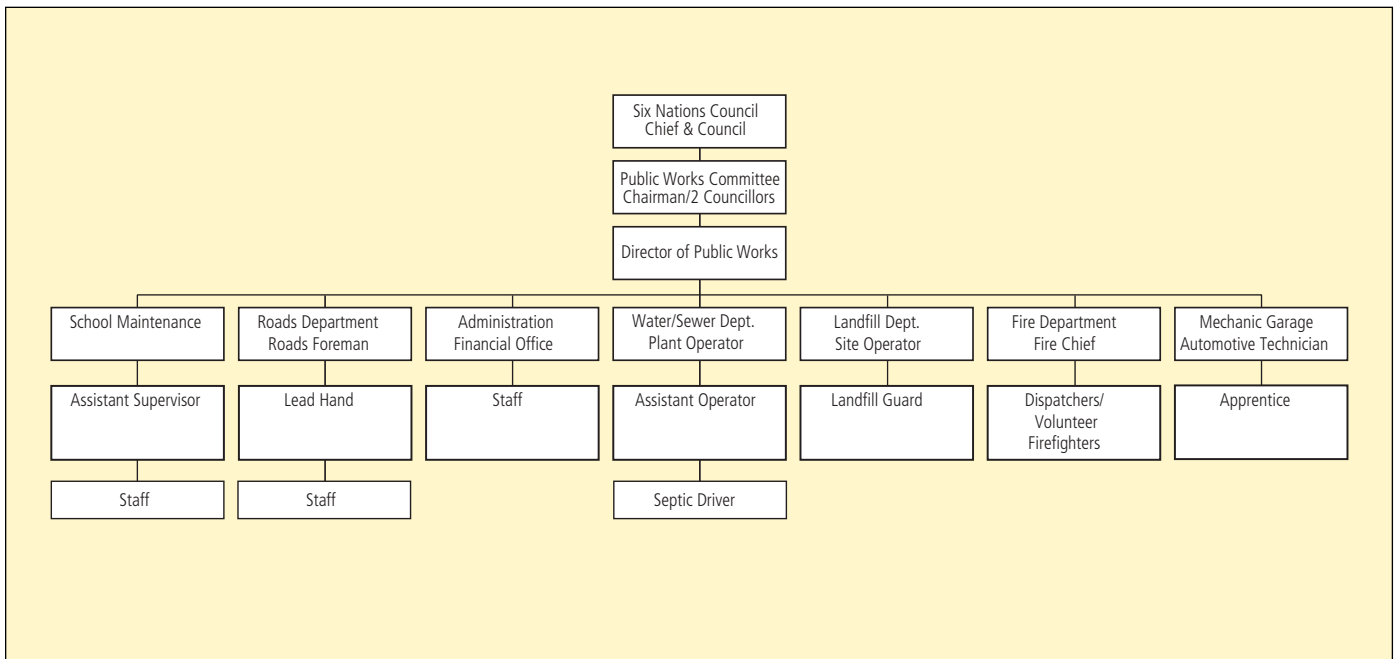 Six Nations Council
Chief & Council
Public Works Committee
Chairman/2 Councillors
Director of Public Works
School Maintenance
Roads Department
Roads Foreman
Administration
Financial Office
Water/Sewer Dept.
Plant Operator
Landfill Dept.
Site Operator
Fire Department
Fire Chief
Mechanic Garage
Automotive Technician
Assistant Supervisor
Lead Hand
Staff
Assistant Operator
Landfill Guard
Dispatchers/
Volunteer
Firefighters
Apprentice
Staff
Staff
Septic Driver